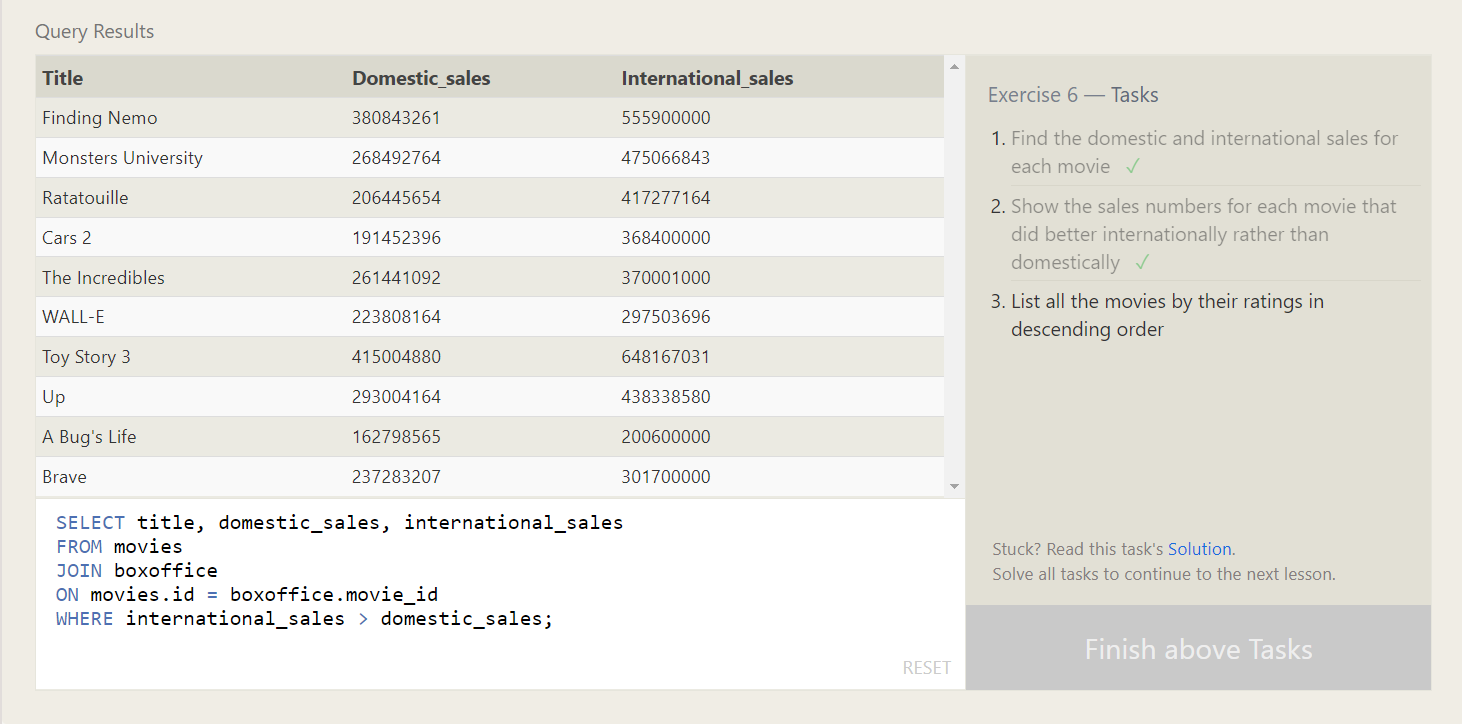 Query Results
Title Domestic_sales International_sales
Finding Nemo 380843261 555900000
Monsters University 268492764 475066843
Ratatouille 206445654 417277164
Cars 2 191452396 368400000
The Incredibles 261441092 370001000
WALL-E 223808164 297503696
Toy Story 3 415004880 648167031
Up 293004164 438338580
A Bug's Life 162798565 200600000
Brave 237283207 301700000
SELECT title, domestic_sales, international_sales
FROM movies
JOIN boxoffice
ON movies.id = boxoffice.movie_id
WHERE international_sales > domestic_sales;
RESET
Exercise 6 — Tasks
1. Find the domestic and international sales for
each movie ✓
2. Show the sales numbers for each movie that
did better internationally rather than
domestically ✓
3. List all the movies by their ratings in
descending order
Stuck? Read this task's Solution.
Solve all tasks to continue to the next lesson.
Finish above Tasks